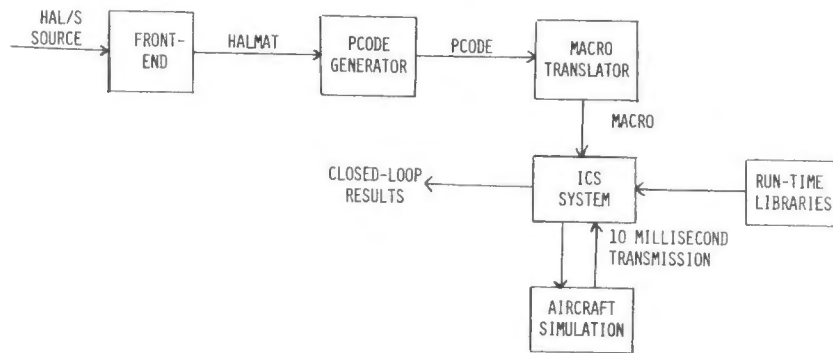 HAL/S
SOURCE
FRONT-
END
HALMAT
PCODE
GENERATOR
PCODE
MACRO
TRANSLATOR
MACRO
CLOSED-LOOP
RESULTS
ICS
SYSTEM
RUN-TIME
LIBRARIES
10 MILLISECOND
TRANSMISSION
AIRCRAFT
SIMULATION